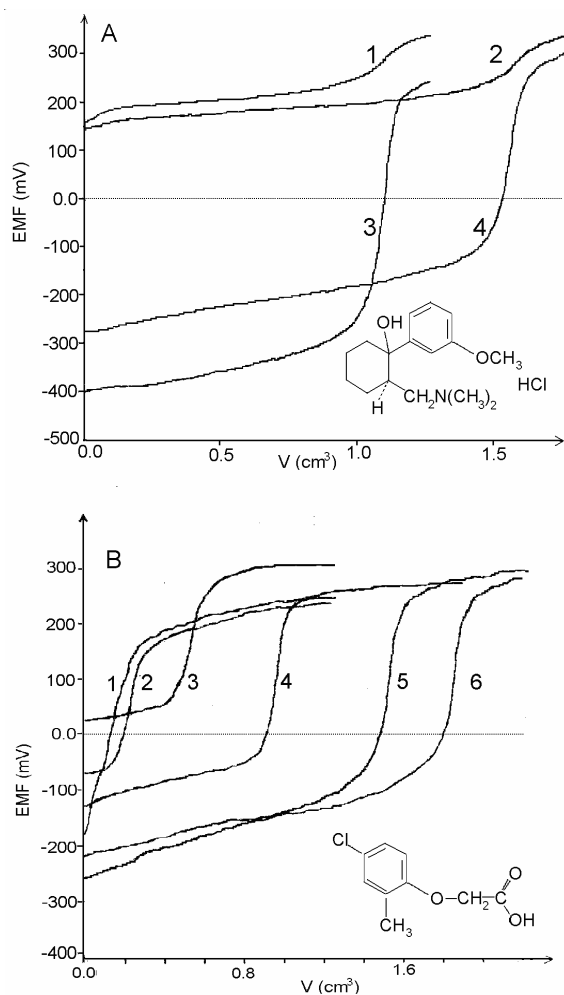 A
EMF (mV)
300
200
100
0.0
-100
-200
-300
-400
-500
1
2
3
4
OH
OCH3
HCl
CH2N(CH3)2
H
0.0
0.5
1.0
1.5
V (cm3)
B
EMF (mV)
300
200
100
0.0
-100
-200
-300
-400
1
2
3
4
5
6
Cl
O
O-CH2-C
OH
CH3
0.0
0.8
1.6
V (cm3)